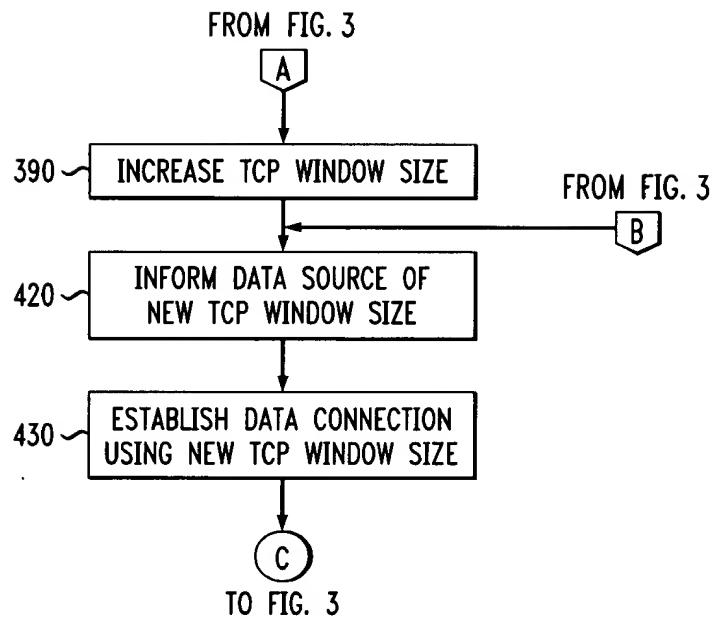 FROM FIG. 3
A
390
INCREASE TCP WINDOW SIZE
FROM FIG. 3
B
420
INFORM DATA SOURCE OF
NEW TCP WINDOW SIZE
430
ESTABLISH DATA CONNECTION
USING NEW TCP WINDOW SIZE
C
TO FIG. 3